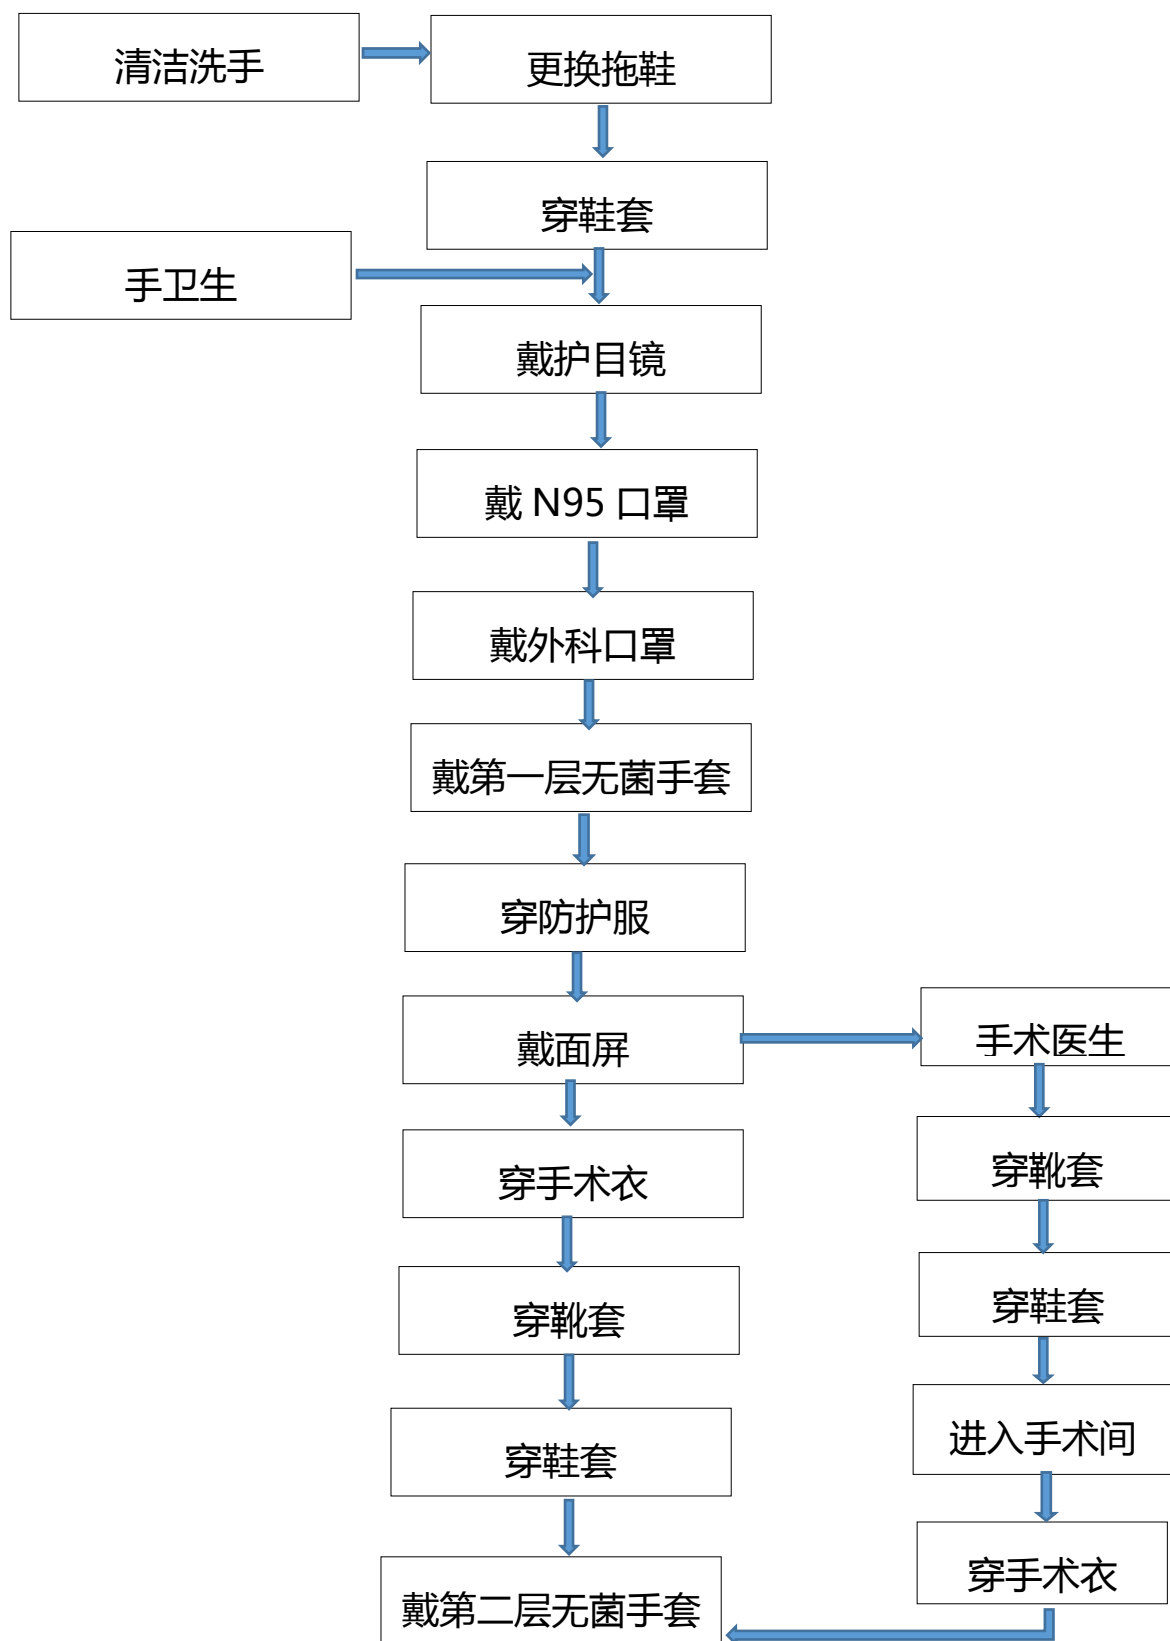 清洁洗手
更换拖鞋
穿鞋套
手卫生
戴护目镜
戴 N95 口罩
戴外科口罩
戴第一层无菌手套
穿防护服
戴面屏
手术医生
穿手术衣
穿靴套
穿靴套
穿鞋套
穿鞋套
进入手术间
穿手术衣
戴第二层无菌手套